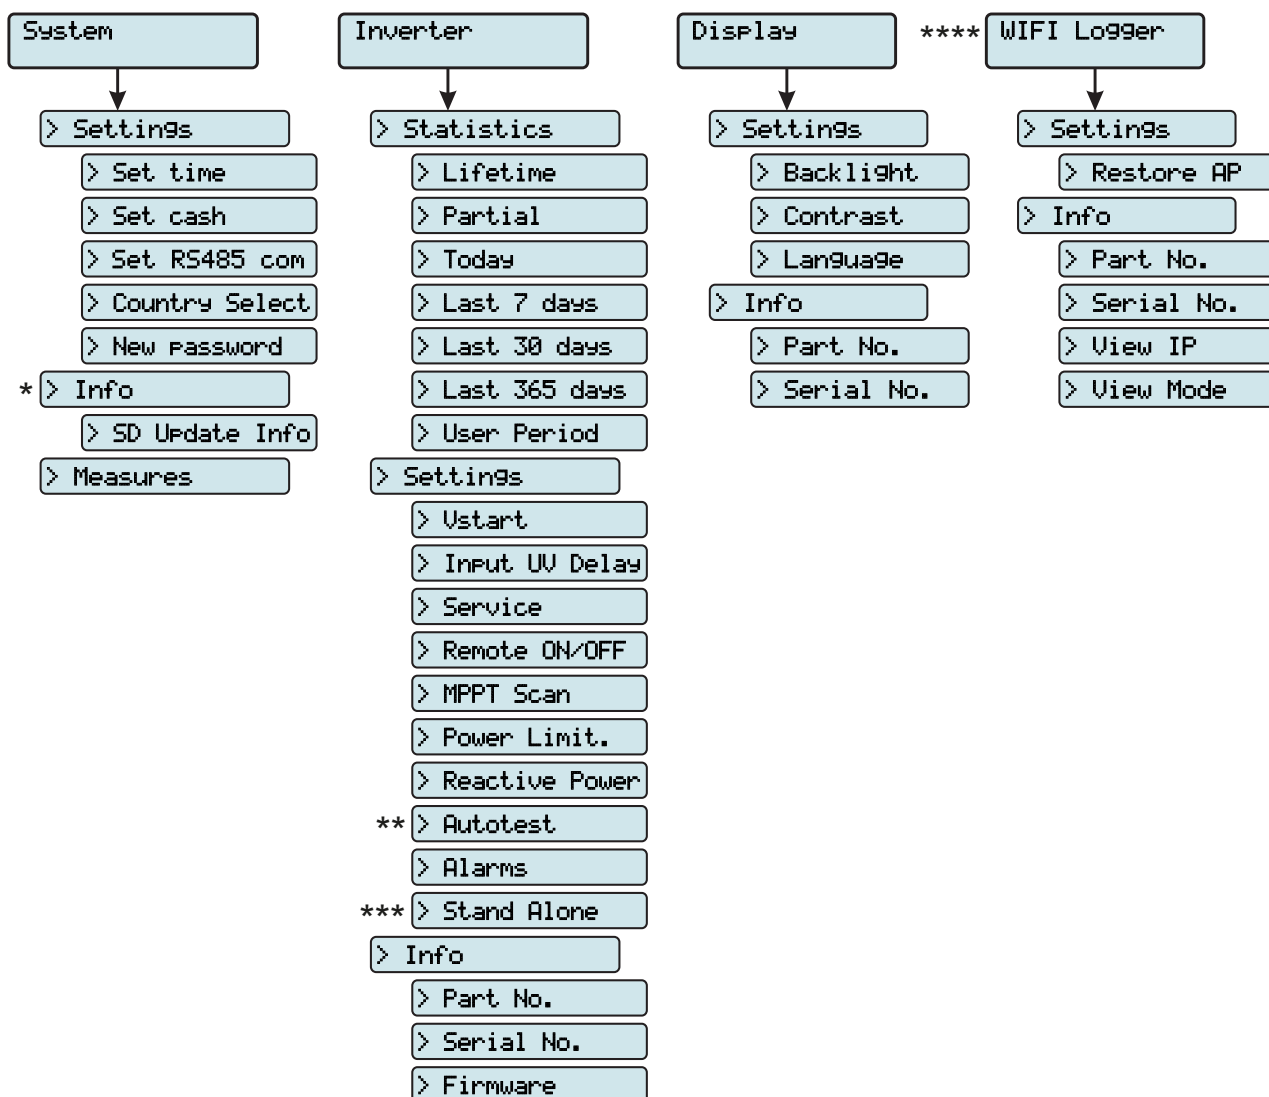 System
> Settings
> Set time
> Set cash
> Set RS485 com
> Country Select
> New password
* > Info
> SD Update Info
> Measures
Inverter
> Statistics
> Lifetime
> Partial
> Today
> Last 7 days
> Last 30 days
> Last 365 days
> User Period
> Settings
> Vstart
> Input UV Delay
> Service
> Remote ON/OFF
> MPPT Scan
> Power Limit.
> Reactive Power
** > Autotest
> Alarms
*** > Stand Alone
> Info
> Part No.
> Serial No.
> Firmware
Display
> Settings
> Backlight
> Contrast
> Language
> Info
> Part No.
> Serial No.
**** WIFI Logger
> Settings
> Restore AP
> Info
> Part No.
> Serial No.
> View IP
> View Mode